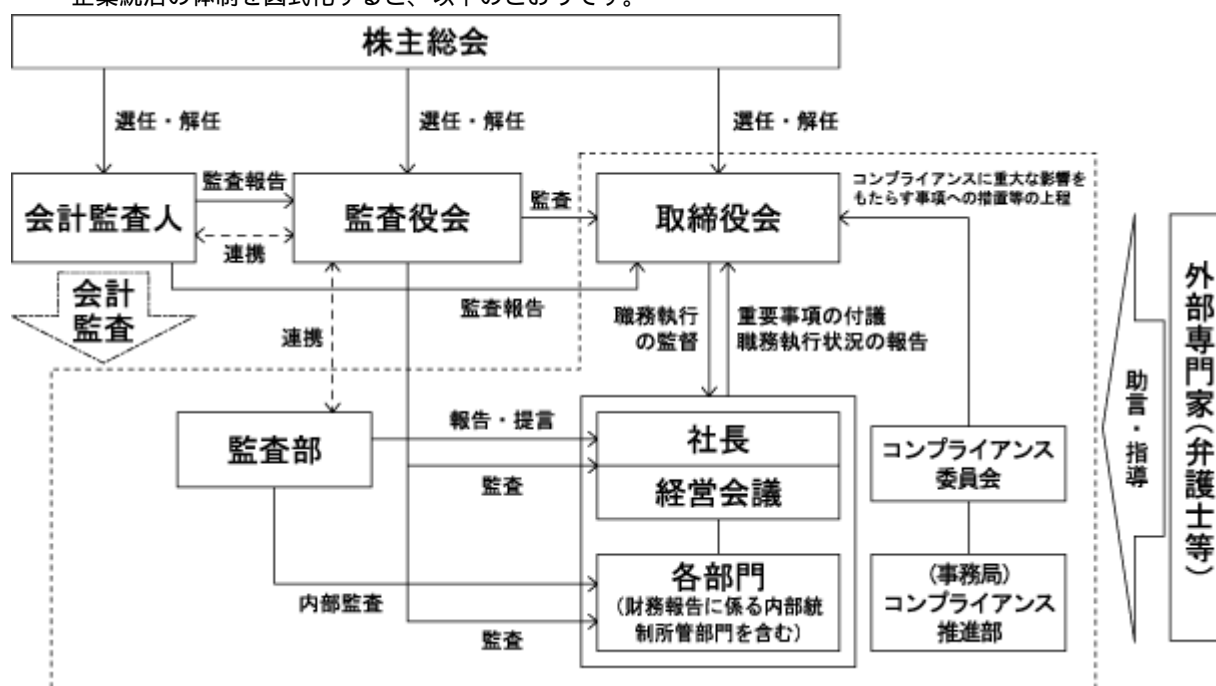 企業統治の体制を図式化すると、以下のとおりです。
株主総会
選任・解任
選任・解任
選任・解任
会計監査人
監査報告
連携
監査役会
監査
取締役会
コンプライアンスに重大な影響を
もたらす事項への措置等の上程
会計
監査
監査報告
連携
職務執行
の監督
重要事項の付議
職務執行状況の報告
監査部
報告・提言
監査
社長
経営会議
コンプライアンス
委員会
内部監査
監査
各部門
(財務報告に係る内部統
制所管部門を含む)
(事務局)
コンプライアンス
推進部
助言・指導
外部専門家(弁護士等)